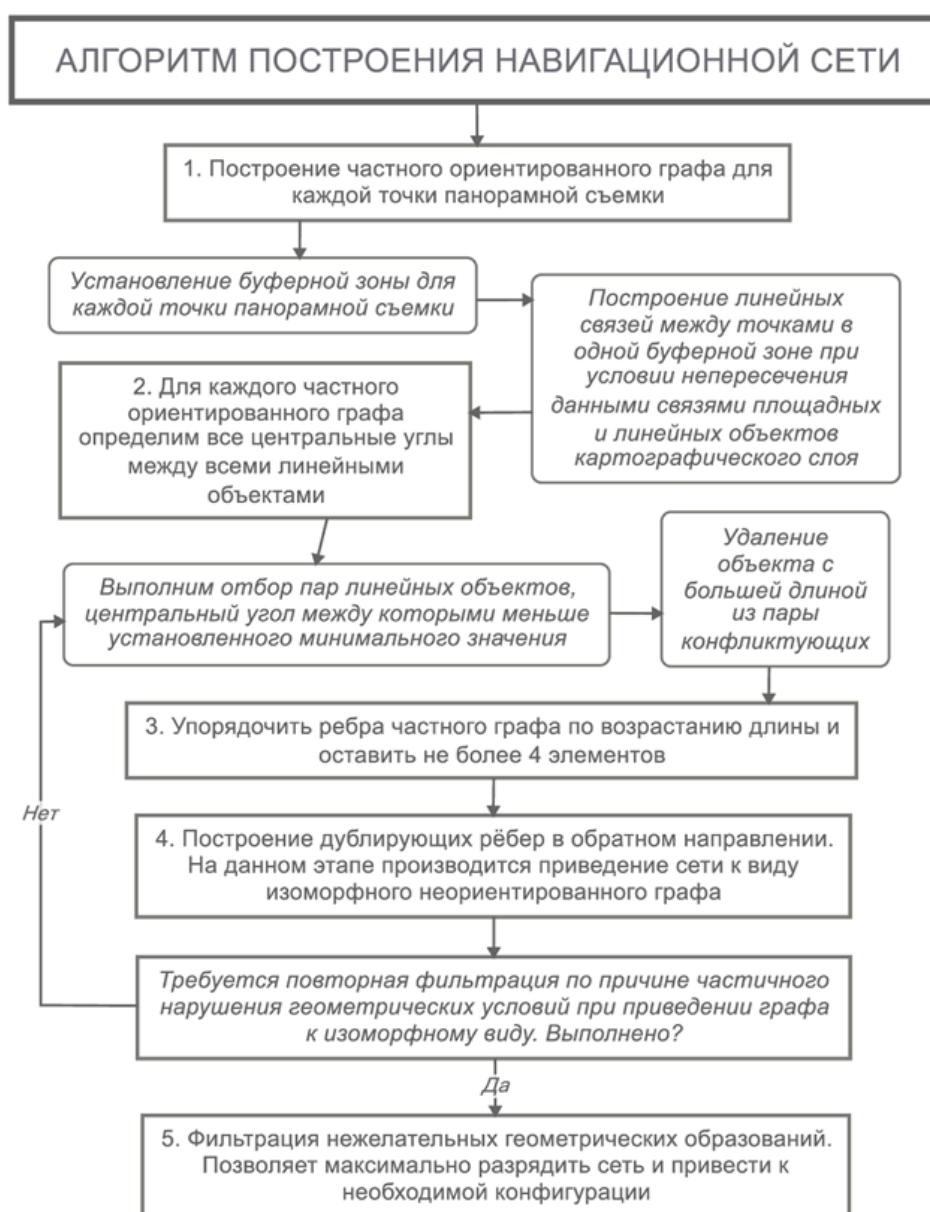 АЛГОРИТМ ПОСТРОЕНИЯ НАВИГАЦИОННОЙ СЕТИ
1. Построение частного ориентированного графа для
каждой точки панорамной съемки
Установление буферной зоны для
каждой точки панорамной съемки
Построение линейных
связей между точками в
одной буферной зоне при
условии непересечения
данными связями площадных
и линейных объектов
картографического слоя
2. Для каждого частного
ориентированного графа
определим все центральные углы
между всеми линейными
объектами
Выполним отбор пар линейных объектов,
центральный угол между которыми меньше
установленного минимального значения
Удаление
объекта с
большей длиной
из пары
конфликтующих
3. Упорядочить ребра частного графа по возрастанию длины и
оставить не более 4 элементов
Нет
4. Построение дублирующих рёбер в обратном направлении.
На данном этапе производится приведение сети к виду
изоморфного неориентированного графа
Требуется повторная фильтрация по причине частичного
нарушения геометрических условий при приведении графа
к изоморфному виду. Выполнено?
Да
5. Фильтрация нежелательных геометрических образований.
Позволяет максимально разрядить сеть и привести к
необходимой конфигурации